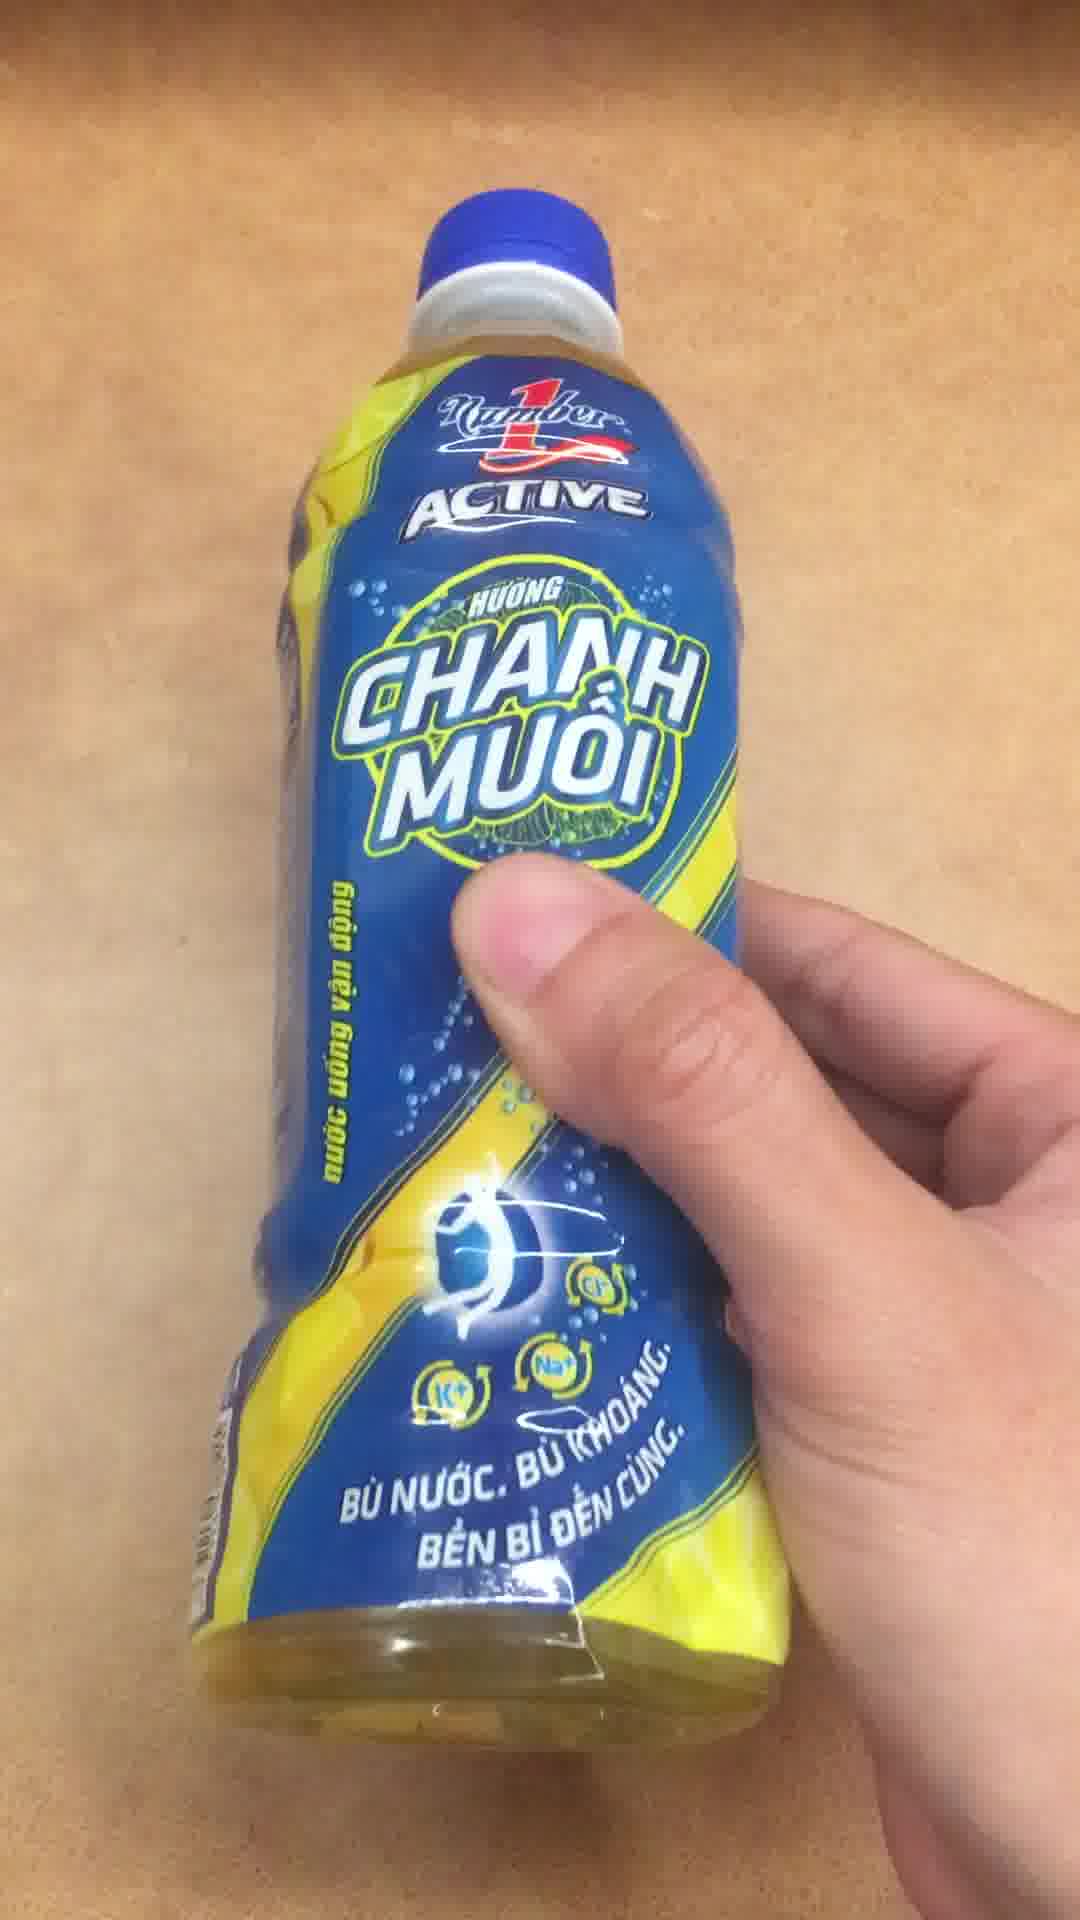 Number 1
ACTIVE
HƯƠNG
CHANH
MUỐI
nước uống vận động
Cl-
Na+
K+
BÙ NƯỚC. BÙ KHOÁNG.
BỀN BỈ ĐẾN CÙNG.